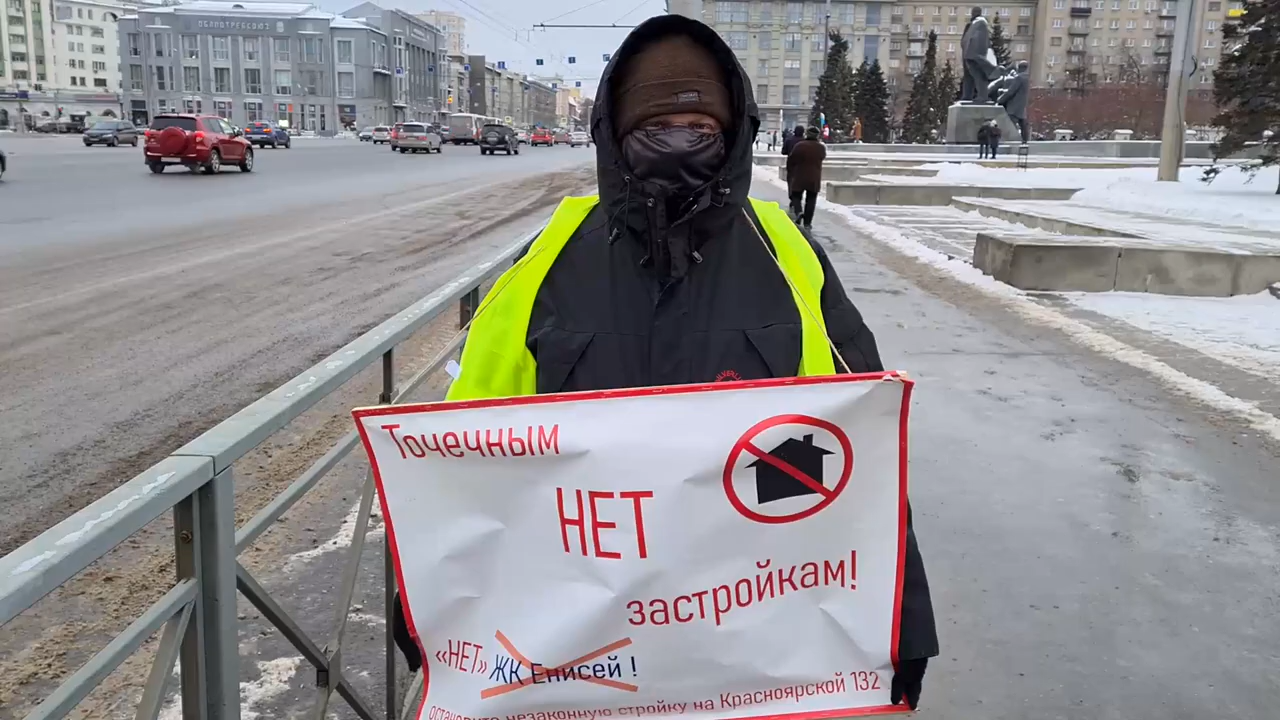 ОБЛПОТРЕБСОЮЗ
Точечным
НЕТ
застройкам!
«НЕТ» ЖК Енисей !
остановите незаконную стройку на Красноярской 132